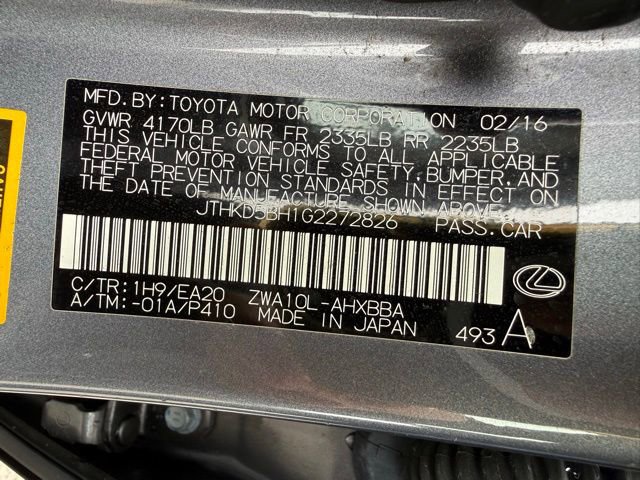 MFD.BY:TOYOTA MOTOR CORPORATION 02/16
GVWR 4170LB GAWR FR 2335LB RR 2235LB
THIS VEHICLE CONFORMS TO ALL APPLICABLE
FEDERAL MOTOR VEHICLE SAFETY,BUMPER,AND
THEFT PREVENTION STANDARDS IN EFFECT ON
THE DATE OF MANUFACTURE SHOWN ABOVE.
JTHKD5BH1G2272826 PASS.CAR
C/TR:1H9/EA20 ZWA10L-AHXBBA
A/TM:-01A/P410 MADE IN JAPAN
493 A